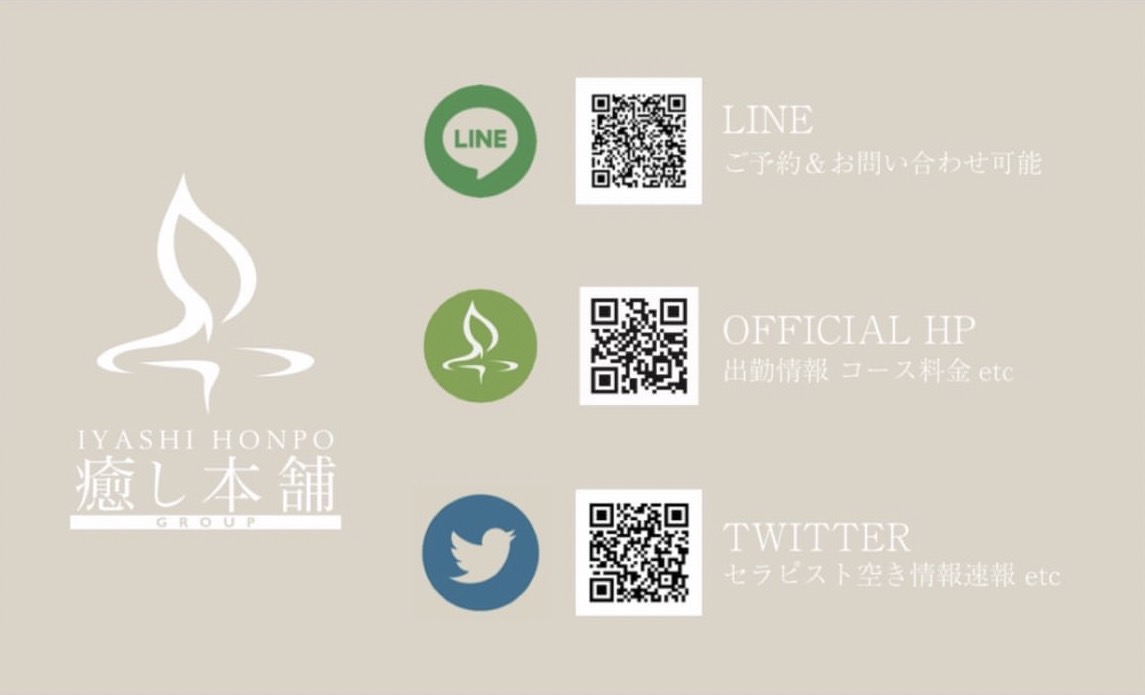 IYASHI HONPO
癒し本舗
GROUP
LINE
LINE
ご予約＆お問い合わせ可能
OFFICIAL HP
出勤情報 コース料金 etc
TWITTER
セラピスト空き情報速報 etc